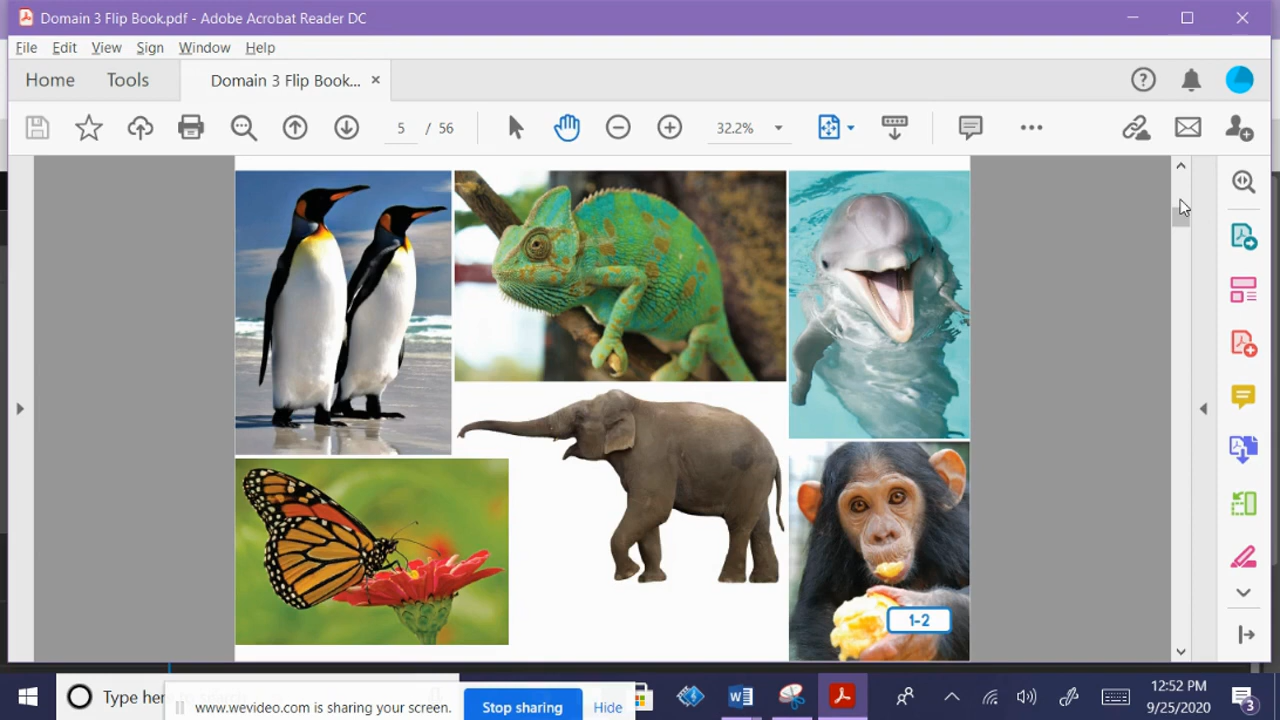 Domain 3 Flip Book.pdf - Adobe Acrobat Reader DC
File Edit View Sign Window Help
Home Tools Domain 3 Flip Book... ×
5 / 56 32.2%
1-2
Type here
www.wevideo.com is sharing your screen. Stop sharing Hide
12:52 PM
9/25/2020
3